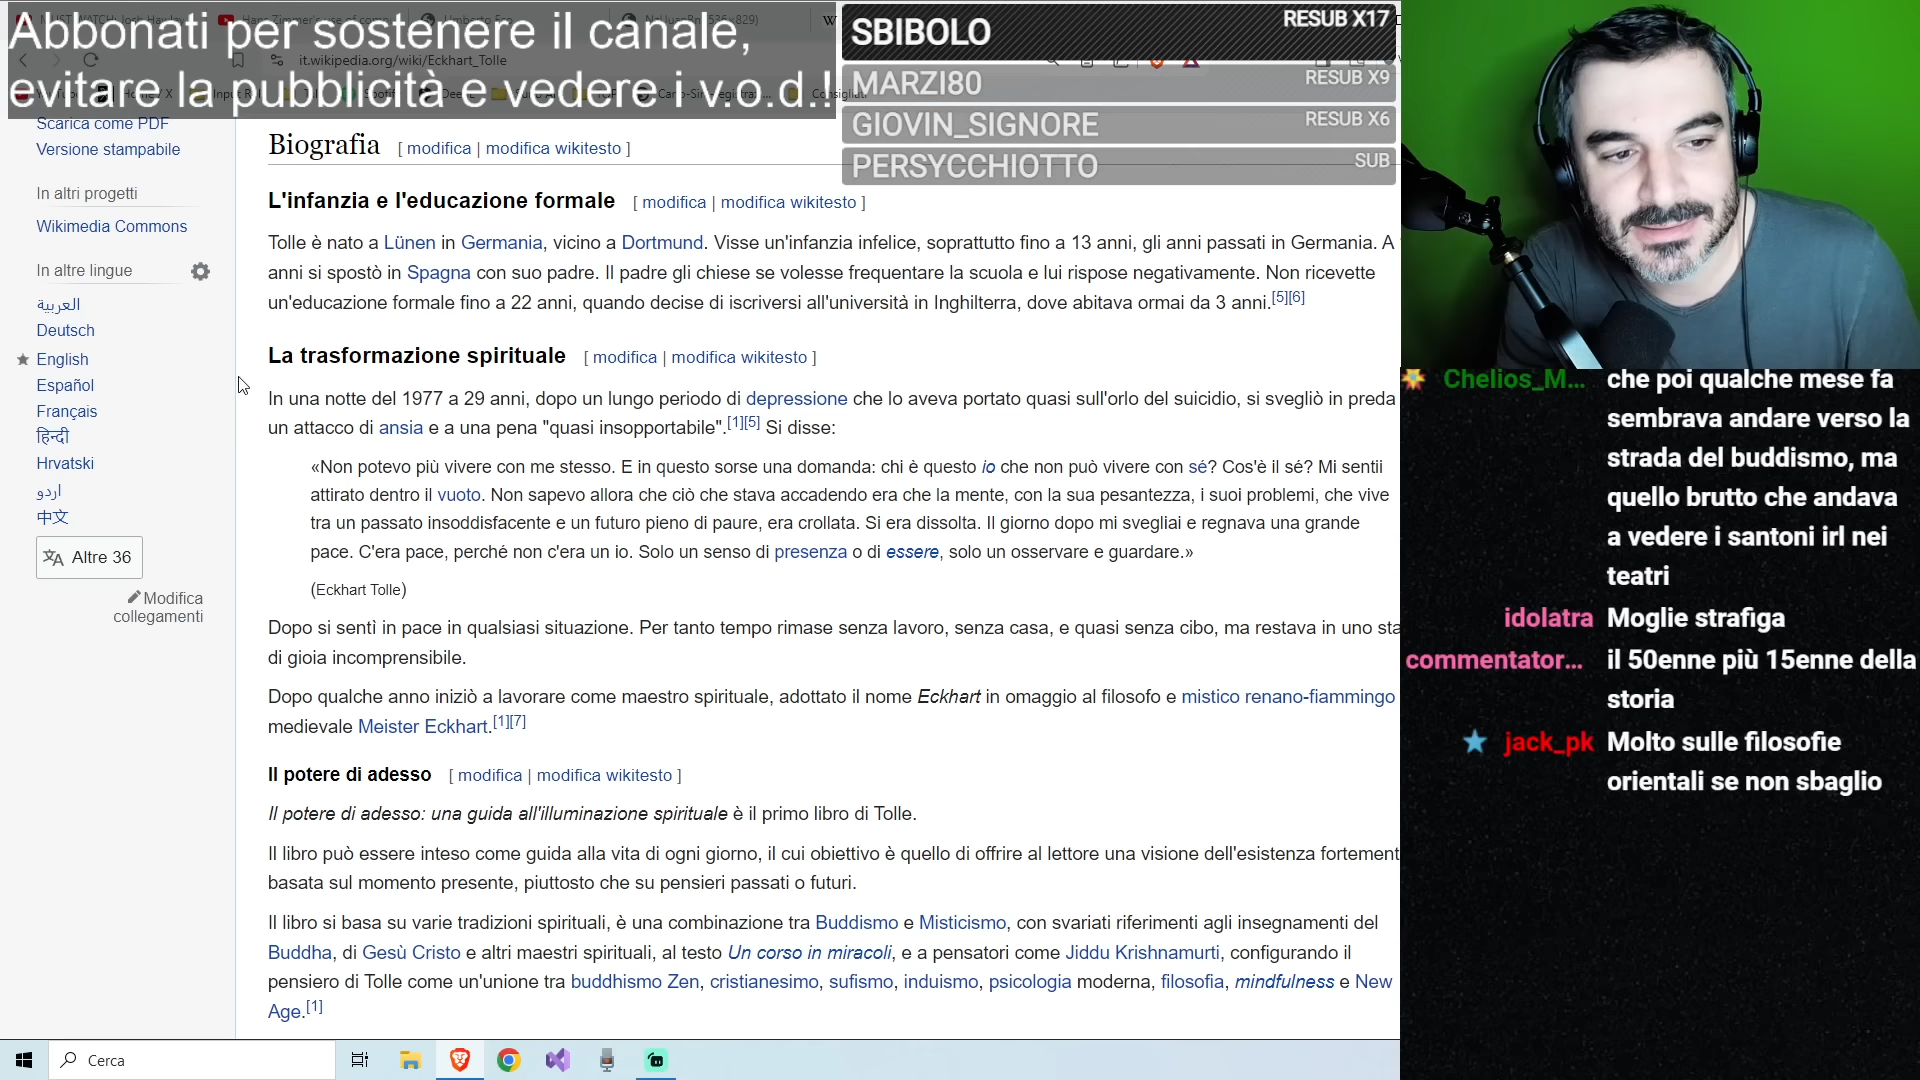 Abbonati per sostenere il canale,
evitare la pubblicità e vedere i v.o.d.!!
SBIBOLO RESUB X17
MARZI80 RESUB X9
GIOVIN_SIGNORE RESUB X6
PERSYCCHIOTTO SUB
it.wikipedia.org/wiki/Eckhart_Tolle
Scarica come PDF
Versione stampabile
In altri progetti
Wikimedia Commons
In altre lingue
العربية
Deutsch
English
Español
Français
हिन्दी
Hrvatski
اردو
中文
Altre 36
Modifica
collegamenti
Biografia [ modifica | modifica wikitesto ]
L'infanzia e l'educazione formale [ modifica | modifica wikitesto ]
Tolle è nato a Lünen in Germania, vicino a Dortmund. Visse un'infanzia infelice, soprattutto fino a 13 anni, gli anni passati in Germania. A
anni si spostò in Spagna con suo padre. Il padre gli chiese se volesse frequentare la scuola e lui rispose negativamente. Non ricevette
un'educazione formale fino a 22 anni, quando decise di iscriversi all'università in Inghilterra, dove abitava ormai da 3 anni.[5][6]
La trasformazione spirituale [ modifica | modifica wikitesto ]
In una notte del 1977 a 29 anni, dopo un lungo periodo di depressione che lo aveva portato quasi sull'orlo del suicidio, si svegliò in preda
un attacco di ansia e a una pena "quasi insopportabile".[1][5] Si disse:
«Non potevo più vivere con me stesso. E in questo sorse una domanda: chi è questo io che non può vivere con sé? Cos'è il sé? Mi sentii
attirato dentro il vuoto. Non sapevo allora che ciò che stava accadendo era che la mente, con la sua pesantezza, i suoi problemi, che vive
tra un passato insoddisfacente e un futuro pieno di paure, era crollata. Si era dissolta. Il giorno dopo mi svegliai e regnava una grande
pace. C'era pace, perché non c'era un io. Solo un senso di presenza o di essere, solo un osservare e guardare.»
(Eckhart Tolle)
Dopo si sentì in pace in qualsiasi situazione. Per tanto tempo rimase senza lavoro, senza casa, e quasi senza cibo, ma restava in uno sta
di gioia incomprensibile.
Dopo qualche anno iniziò a lavorare come maestro spirituale, adottato il nome Eckhart in omaggio al filosofo e mistico renano-fiammingo
medievale Meister Eckhart.[1][7]
Il potere di adesso [ modifica | modifica wikitesto ]
Il potere di adesso: una guida all'illuminazione spirituale è il primo libro di Tolle.
Il libro può essere inteso come guida alla vita di ogni giorno, il cui obiettivo è quello di offrire al lettore una visione dell'esistenza fortement
basata sul momento presente, piuttosto che su pensieri passati o futuri.
Il libro si basa su varie tradizioni spirituali, è una combinazione tra Buddismo e Misticismo, con svariati riferimenti agli insegnamenti del
Buddha, di Gesù Cristo e altri maestri spirituali, al testo Un corso in miracoli, e a pensatori come Jiddu Krishnamurti, configurando il
pensiero di Tolle come un'unione tra buddhismo Zen, cristianesimo, sufismo, induismo, psicologia moderna, filosofia, mindfulness e New
Age.[1]
Cerca
Chelios_M... che poi qualche mese fa
sembrava andare verso la
strada del buddismo, ma
quello brutto che andava
a vedere i santoni irl nei
teatri
idolatra Moglie strafiga
commentator... il 50enne più 15enne della
storia
jack_pk Molto sulle filosofie
orientali se non sbaglio